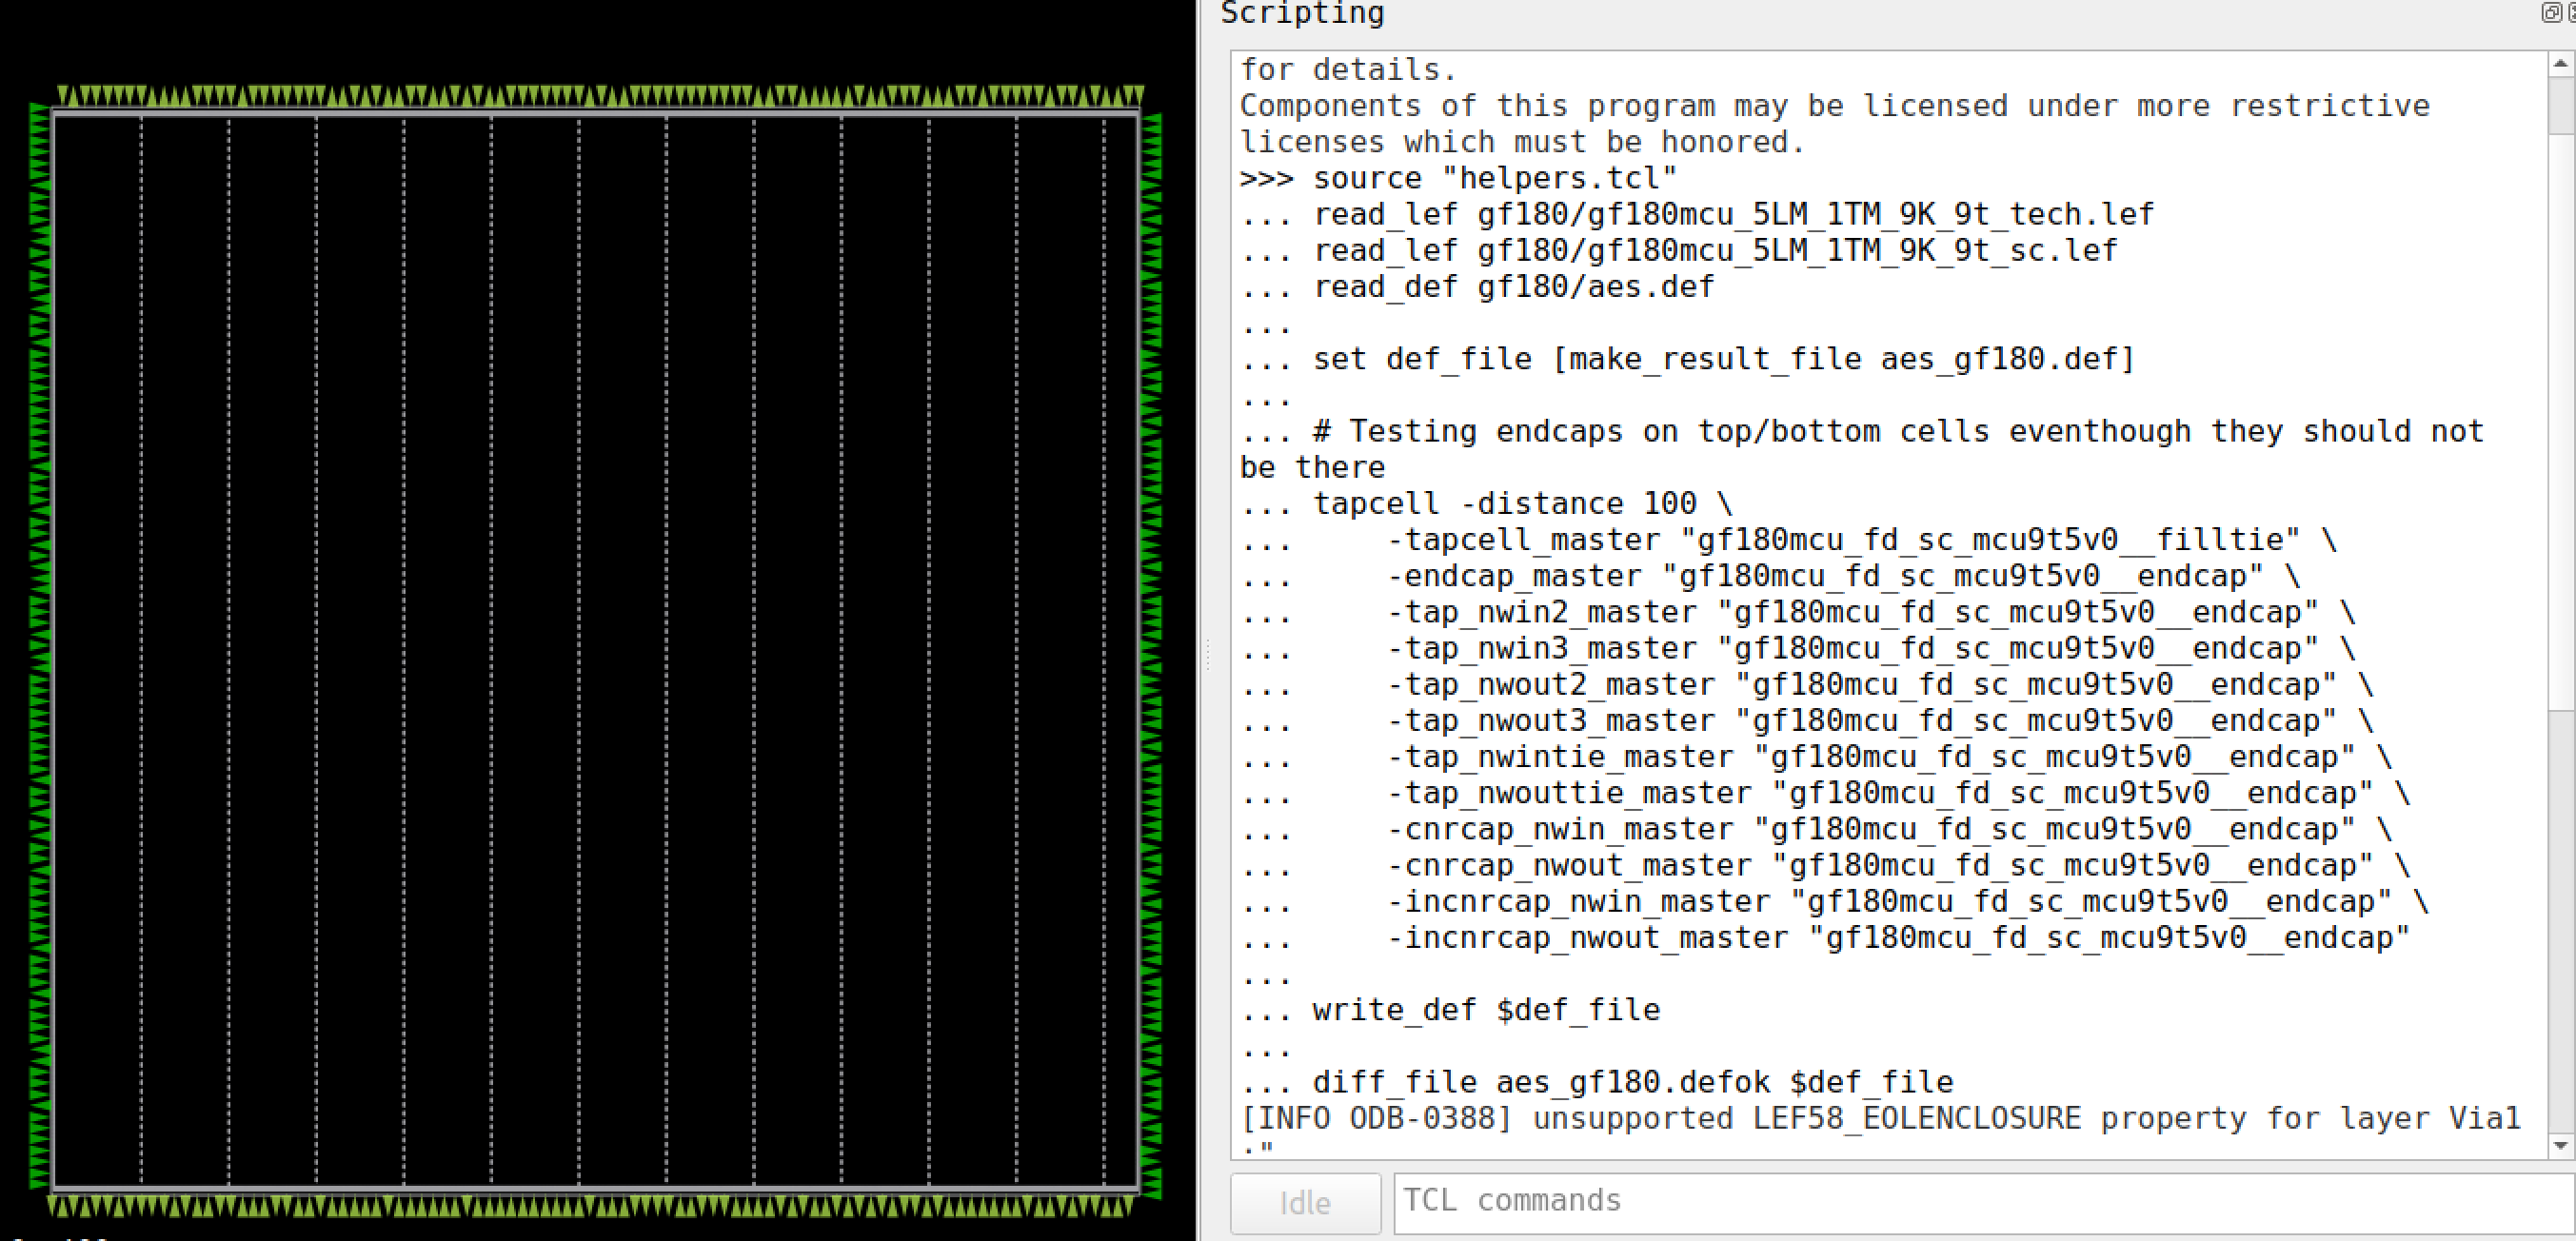 Scripting
for details.
Components of this program may be licensed under more restrictive
licenses which must be honored.
>>> source "helpers.tcl"
... read_lef gf180/gf180mcu_5LM_1TM_9K_9t_tech.lef
... read_lef gf180/gf180mcu_5LM_1TM_9K_9t_sc.lef
... read_def gf180/aes.def
...
... set def_file [make_result_file aes_gf180.def]
...
... # Testing endcaps on top/bottom cells eventhough they should not
be there
... tapcell -distance 100 \
...     -tapcell_master "gf180mcu_fd_sc_mcu9t5v0__filltie" \
...     -endcap_master "gf180mcu_fd_sc_mcu9t5v0__endcap" \
...     -tap_nwin2_master "gf180mcu_fd_sc_mcu9t5v0__endcap" \
...     -tap_nwin3_master "gf180mcu_fd_sc_mcu9t5v0__endcap" \
...     -tap_nwout2_master "gf180mcu_fd_sc_mcu9t5v0__endcap" \
...     -tap_nwout3_master "gf180mcu_fd_sc_mcu9t5v0__endcap" \
...     -tap_nwintie_master "gf180mcu_fd_sc_mcu9t5v0__endcap" \
...     -tap_nwouttie_master "gf180mcu_fd_sc_mcu9t5v0__endcap" \
...     -cnrcap_nwin_master "gf180mcu_fd_sc_mcu9t5v0__endcap" \
...     -cnrcap_nwout_master "gf180mcu_fd_sc_mcu9t5v0__endcap" \
...     -incnrcap_nwin_master "gf180mcu_fd_sc_mcu9t5v0__endcap" \
...     -incnrcap_nwout_master "gf180mcu_fd_sc_mcu9t5v0__endcap"
...
... write_def $def_file
...
... diff_file aes_gf180.defok $def_file
[INFO ODB-0388] unsupported LEF58_EOLENCLOSURE property for layer Via1
."
Idle
TCL commands